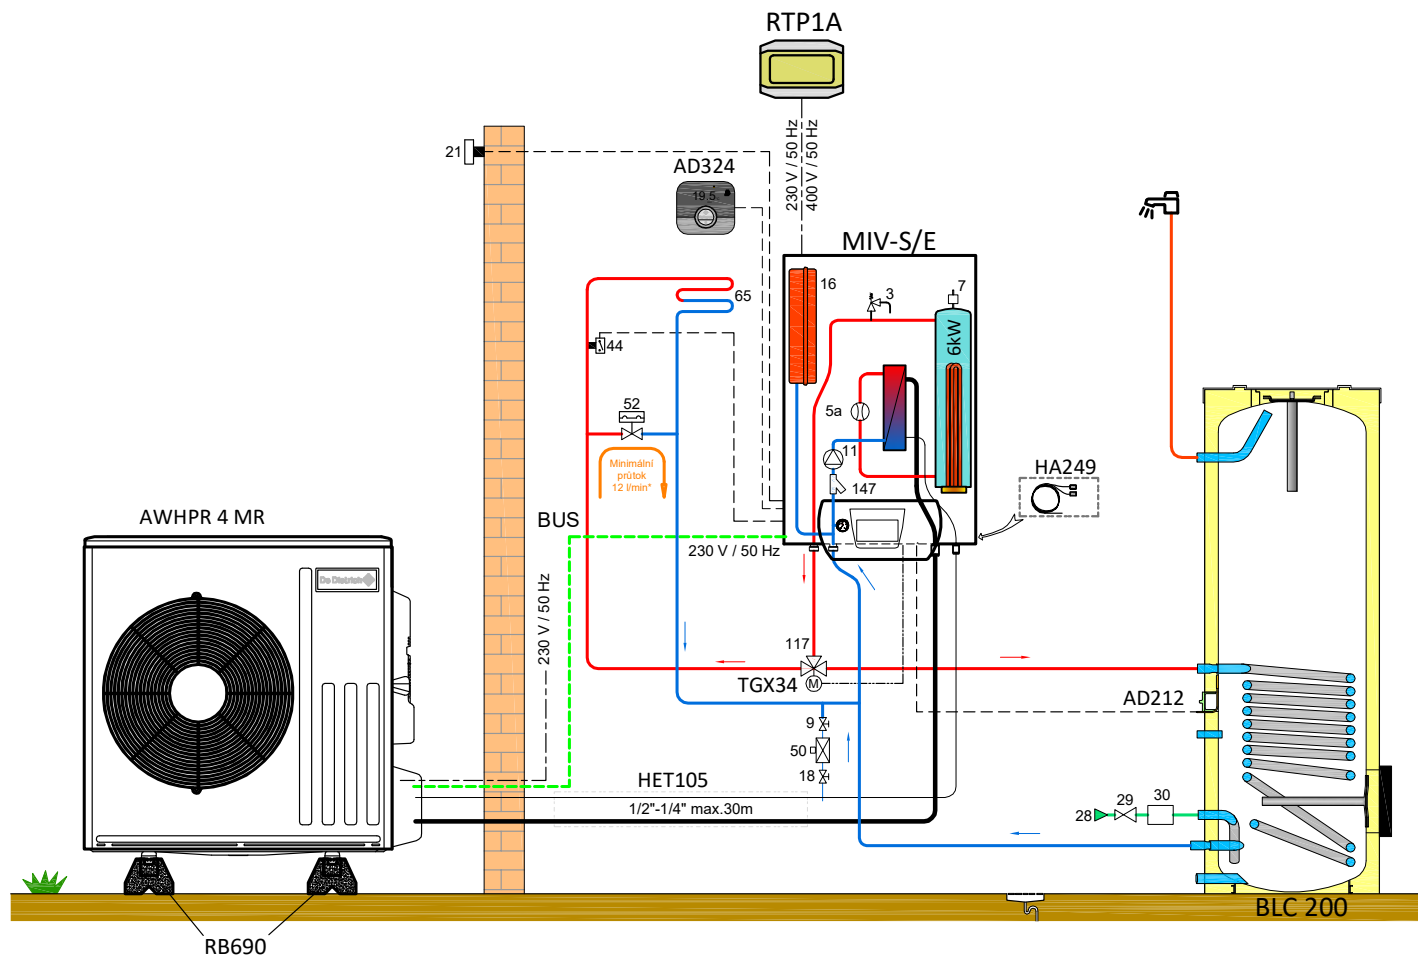 RTP1A
230 V / 50 Hz
400 V / 50 Hz
21
AD324
19.5
MIV-S/E
16
3
7
65
6kW
44
52
5a
11
Minimální
průtok
12 l/min*
147
HA249
AWHPR 4 MR
BUS
230 V / 50 Hz
De Dietrich
230 V / 50 Hz
117
TGX34
M
AD212
9
50
18
HET105
1/2"-1/4" max.30m
28
29
30
BLC 200
RB690